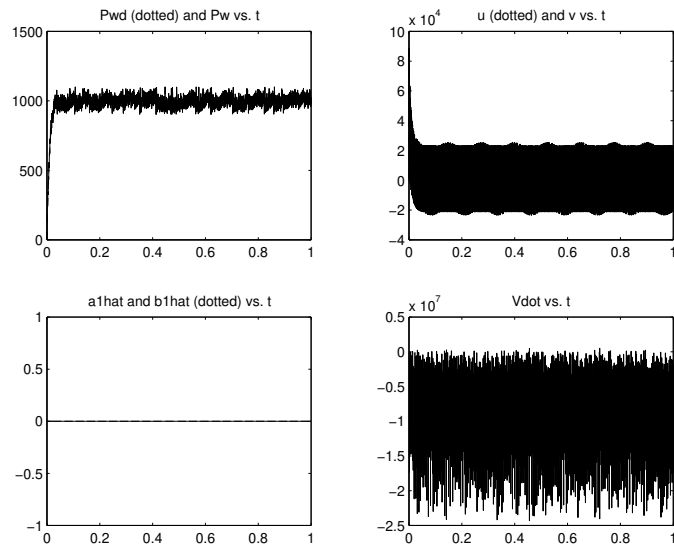 Pwd (dotted) and Pw vs. t
1500
1000
500
0
0 0.2 0.4 0.6 0.8 1
u (dotted) and v vs. t
x 10^4
10
8
6
4
2
0
−2
−4
0 0.2 0.4 0.6 0.8 1
a1hat and b1hat (dotted) vs. t
1
0.5
0
−0.5
−1
0 0.2 0.4 0.6 0.8 1
Vdot vs. t
x 10^7
0.5
0
−0.5
−1
−1.5
−2
−2.5
0 0.2 0.4 0.6 0.8 1